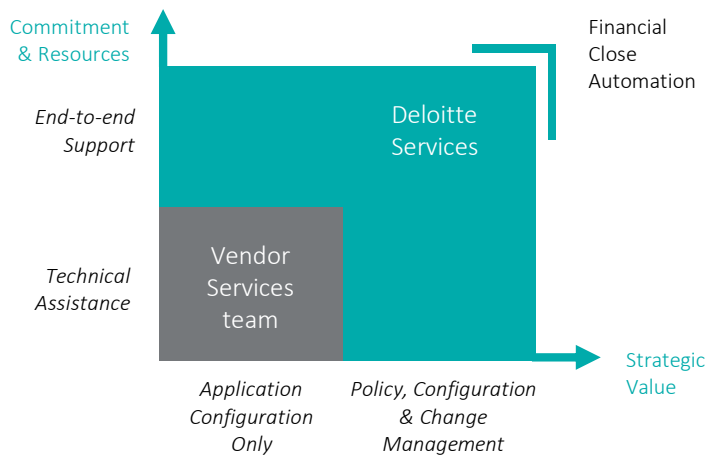 Commitment
& Resources
Financial
Close
Automation
End-to-end
Support
Deloitte
Services
Technical
Assistance
Vendor
Services
team
Strategic
Value
Application
Configuration
Only
Policy, Configuration
& Change
Management